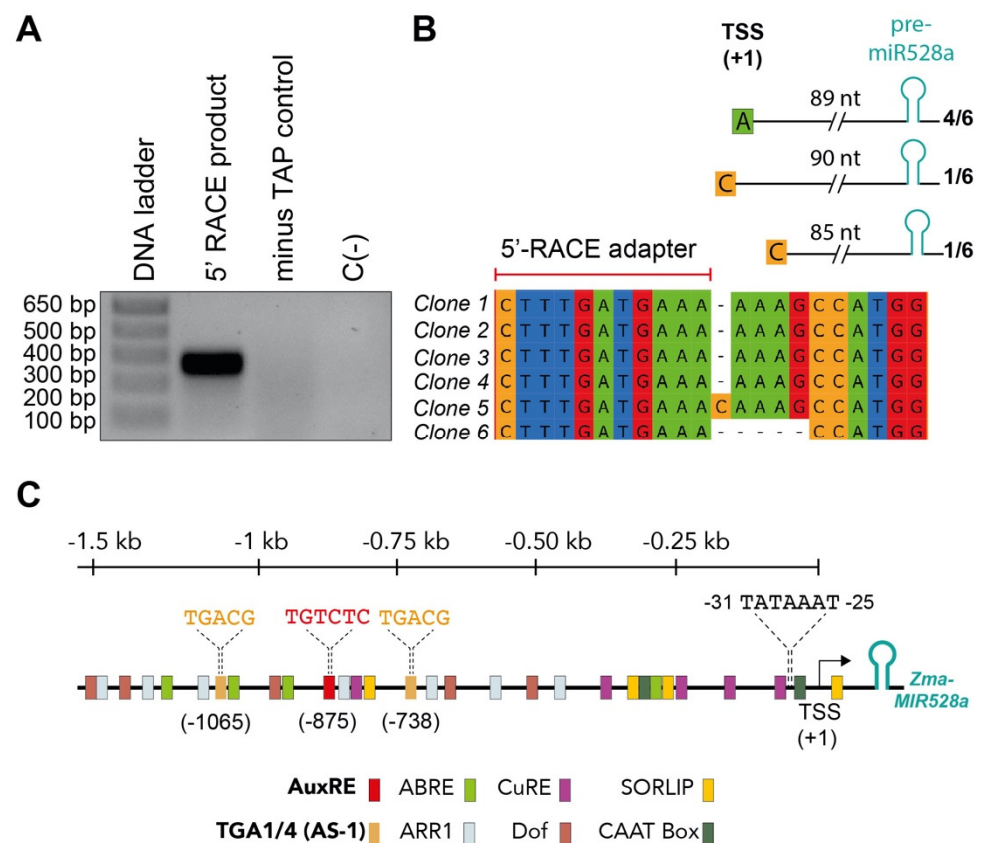 A
DNA ladder
5' RACE product
minus TAP control
C(-)
650 bp
500 bp
400 bp
300 bp
200 bp
100 bp
B
TSS
(+1)
pre-
miR528a
A 89 nt 4/6
C 90 nt 1/6
C 85 nt 1/6
5'-RACE adapter
Clone 1 C T T T G A T G A A A - A A A G C C A T G G
Clone 2 C T T T G A T G A A A - A A A G C C A T G G
Clone 3 C T T T G A T G A A A - A A A G C C A T G G
Clone 4 C T T T G A T G A A A - A A A G C C A T G G
Clone 5 C T T T G A T G A A A C A A A G C C A T G G
Clone 6 C T T T G A T G A A A - - - - - C C A T G G
C
-1.5 kb -1 kb -0.75 kb -0.50 kb -0.25 kb
TGACG TGTCTC TGACG -31 TATAAAT -25
(-1065) (-875) (-738)
TSS
(+1)
Zma-
MIR528a
AuxRE ABRE CuRE SORLIP
TGA1/4 (AS-1) ARR1 Dof CAAT Box